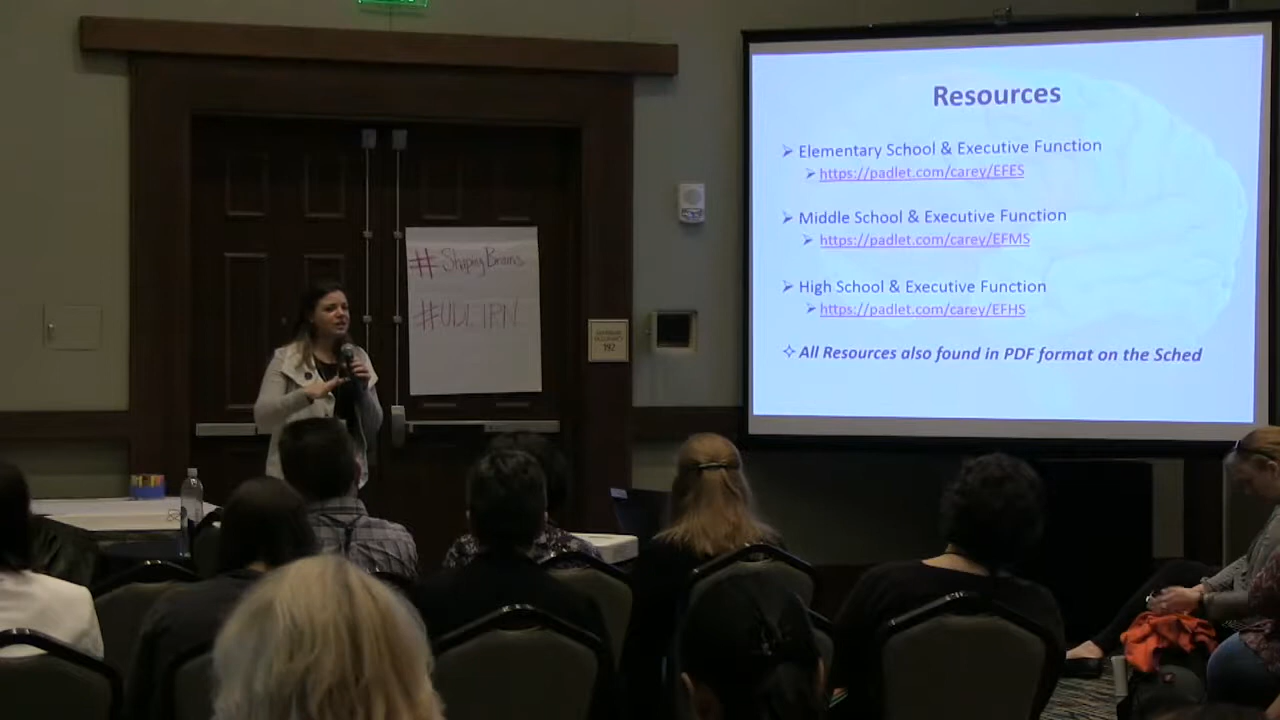 #ShapingBrains
#UDLIRN
192
Resources
Elementary School & Executive Function
https://padlet.com/carey/EFES
Middle School & Executive Function
https://padlet.com/carey/EFMS
High School & Executive Function
https://padlet.com/carey/EFHS
All Resources also found in PDF format on the Sched